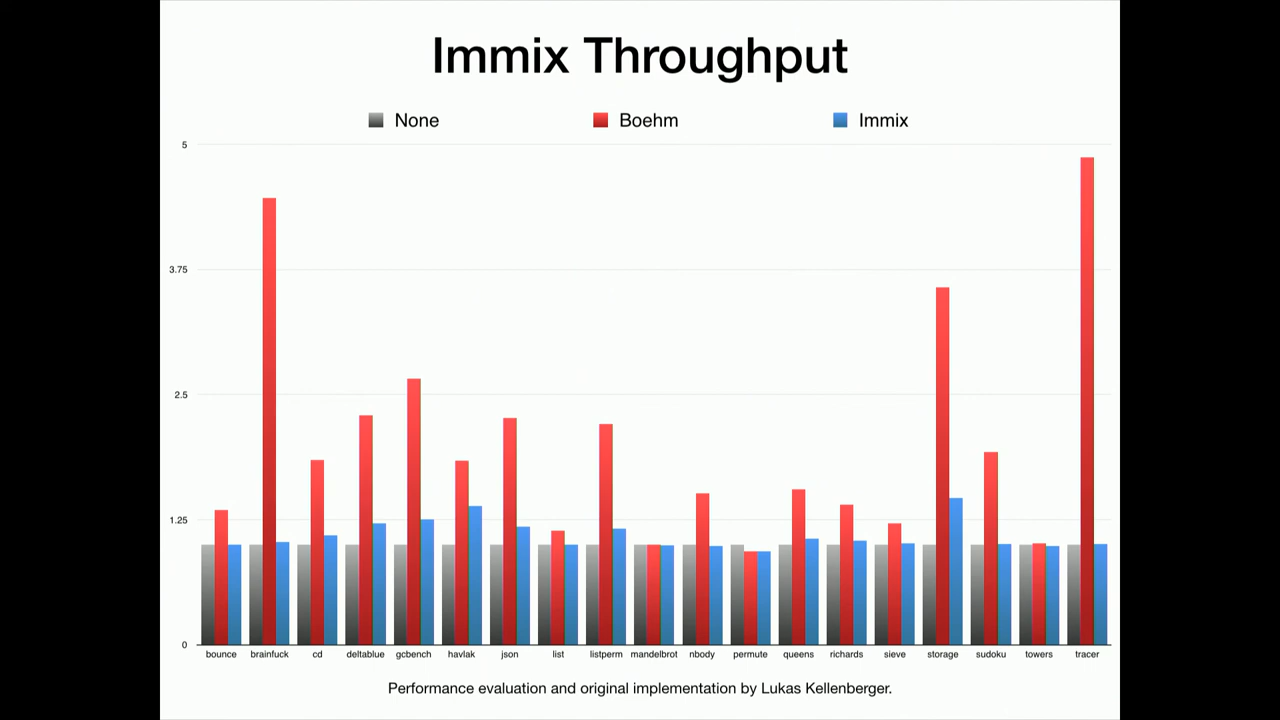 Immix Throughput
None Boehm Immix
5
3.75
2.5
1.25
0
bounce brainfuck cd deltablue gcbench havlak json list listperm mandelbrot nbody permute queens richards sieve storage sudoku towers tracer
Performance evaluation and original implementation by Lukas Kellenberger.